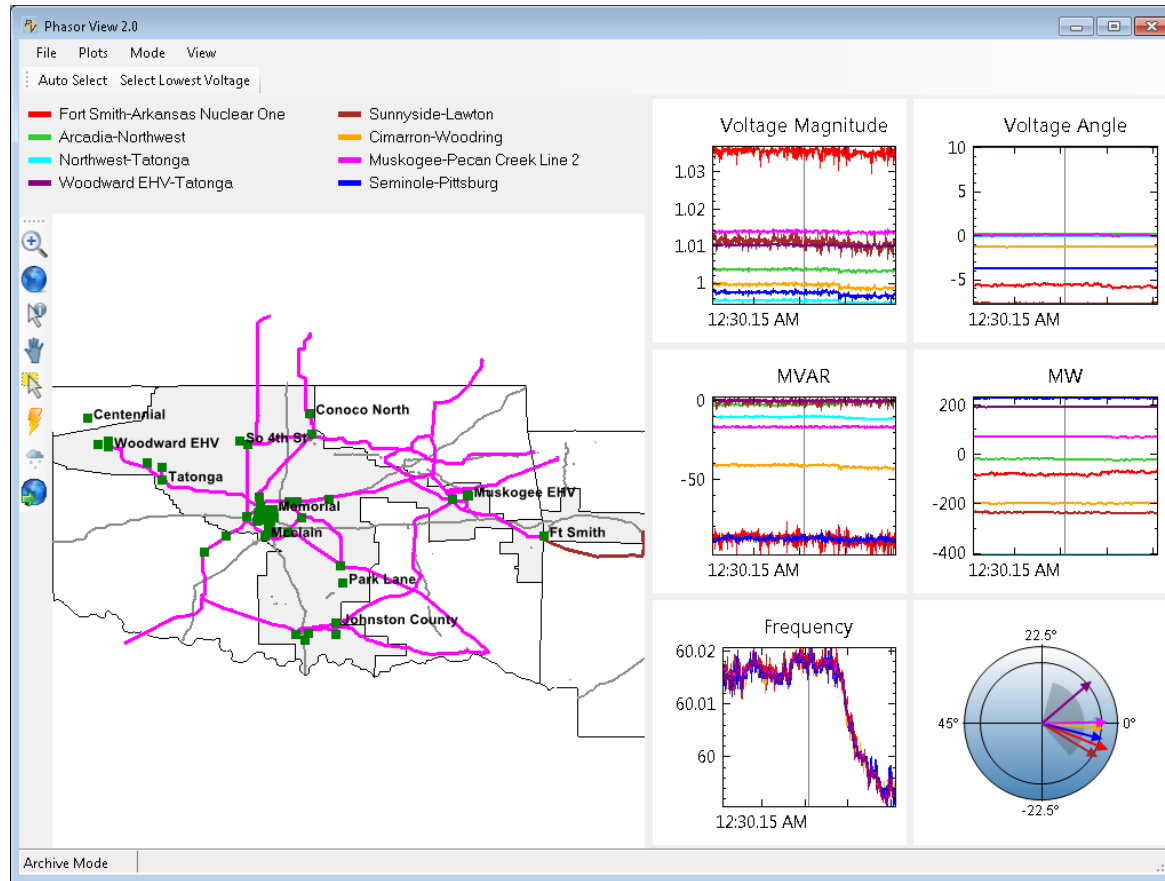 Phasor View 2.0
File Plots Mode View
Auto Select Select Lowest Voltage
Fort Smith-Arkansas Nuclear One
Arcadia-Northwest
Northwest-Tatonga
Woodward EHV-Tatonga
Sunnyside-Lawton
Cimarron-Woodring
Muskogee-Pecan Creek Line 2
Seminole-Pittsburg
Centennial
Conoco North
Woodward EHV
So 4th St
Tatonga
Muskogee EHV
Memorial
Mcclain
Ft Smith
Park Lane
Johnston County
Voltage Magnitude
1.03
1.02
1.01
1
12:30.15 AM
Voltage Angle
10
5
0
-5
12:30.15 AM
MVAR
0
-50
12:30.15 AM
MW
200
0
-200
-400
12:30.15 AM
Frequency
60.02
60.01
60
12:30.15 AM
22.5°
45°
0°
-22.5°
Archive Mode